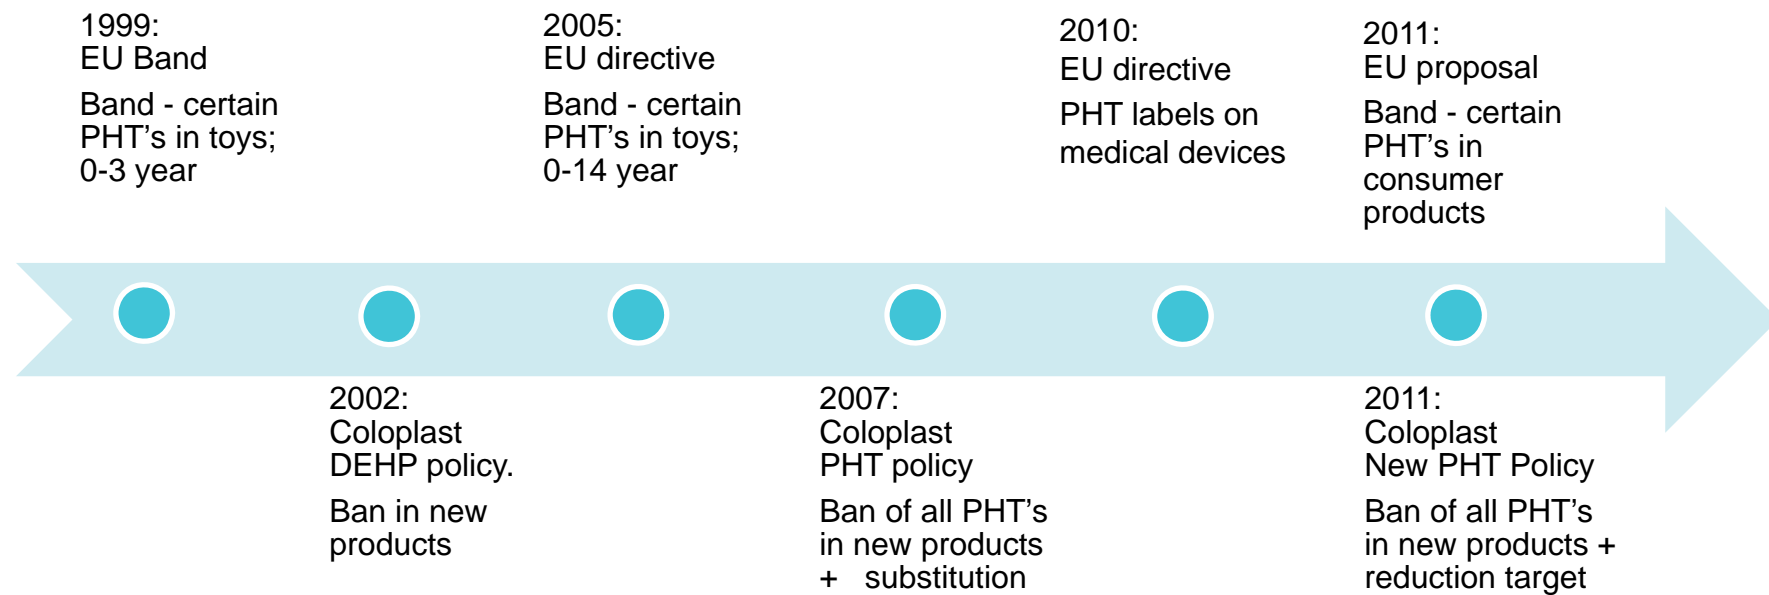 1999:
EU Band
Band - certain
PHT’s in toys;
0-3 year
2005:
EU directive
Band - certain
PHT’s in toys;
0-14 year
2010:
EU directive
PHT labels on
medical devices
2011:
EU proposal
Band - certain
PHT’s in
consumer
products
2002:
Coloplast
DEHP policy.
Ban in new
products
2007:
Coloplast
PHT policy
Ban of all PHT’s
in new products
+ substitution
2011:
Coloplast
New PHT Policy
Ban of all PHT’s
in new products +
reduction target